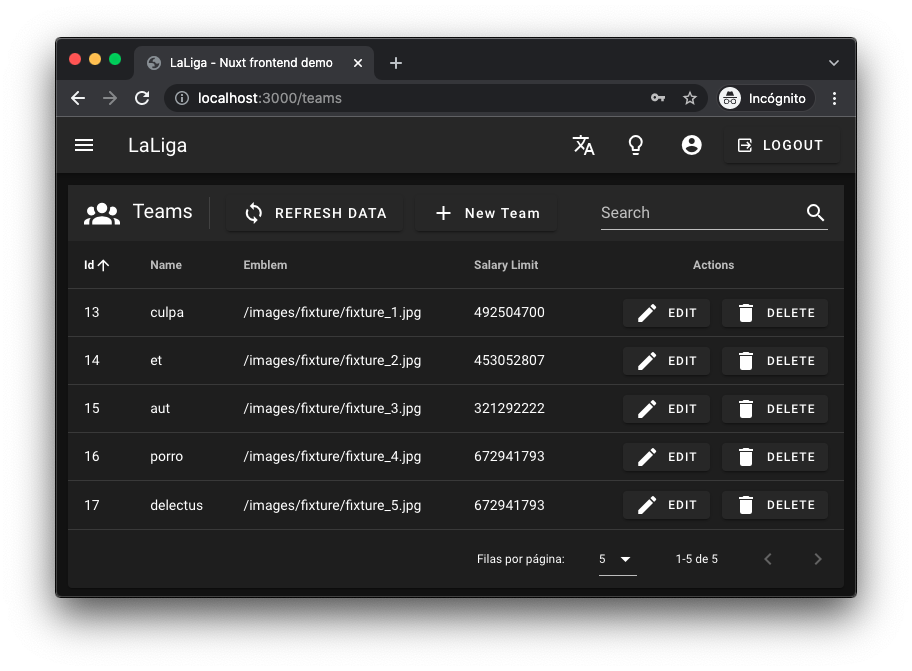 LaLiga - Nuxt frontend demo
localhost:3000/teams
Incógnito
LaLiga
LOGOUT
Teams
REFRESH DATA
New Team
Search
Id Name Emblem Salary Limit Actions
13 culpa /images/fixture/fixture_1.jpg 492504700 EDIT DELETE
14 et /images/fixture/fixture_2.jpg 453052807 EDIT DELETE
15 aut /images/fixture/fixture_3.jpg 321292222 EDIT DELETE
16 porro /images/fixture/fixture_4.jpg 672941793 EDIT DELETE
17 delectus /images/fixture/fixture_5.jpg 672941793 EDIT DELETE
Filas por página: 5 1-5 de 5